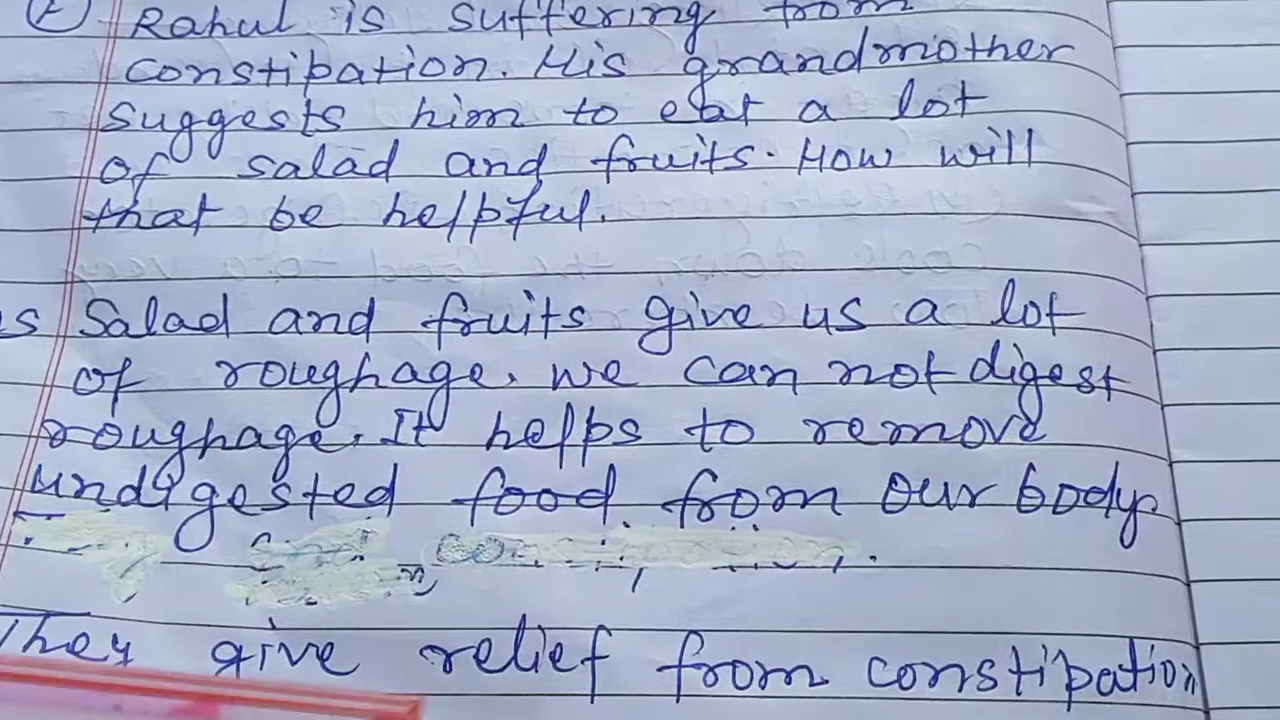 Rahul is suffering from
constipation. His grandmother
suggests him to eat a lot
of salad and fruits. How will
that be helpful.
s Salad and fruits give us a lot
of roughage. we can not digest
roughage. It helps to remove
undigested food. from our body.
They give relief from constipation